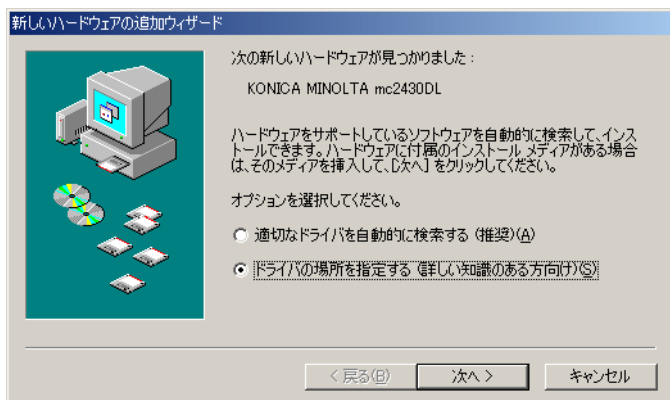 新しいハードウェアの追加ウィザード
次の新しいハードウェアが見つかりました：
KONICA MINOLTA mc2430DL
ハードウェアをサポートしているソフトウェアを自動的に検索して、インス
トールできます。ハードウェアに付属のインストール メディアがある場合
は、そのメディアを挿入して、[次へ] をクリックしてください。
オプションを選択してください。
適切なドライバを自動的に検索する (推奨)(A)
ドライバの場所を指定する (詳しい知識のある方向け)(S)
< 戻る(B)
次へ >
キャンセル